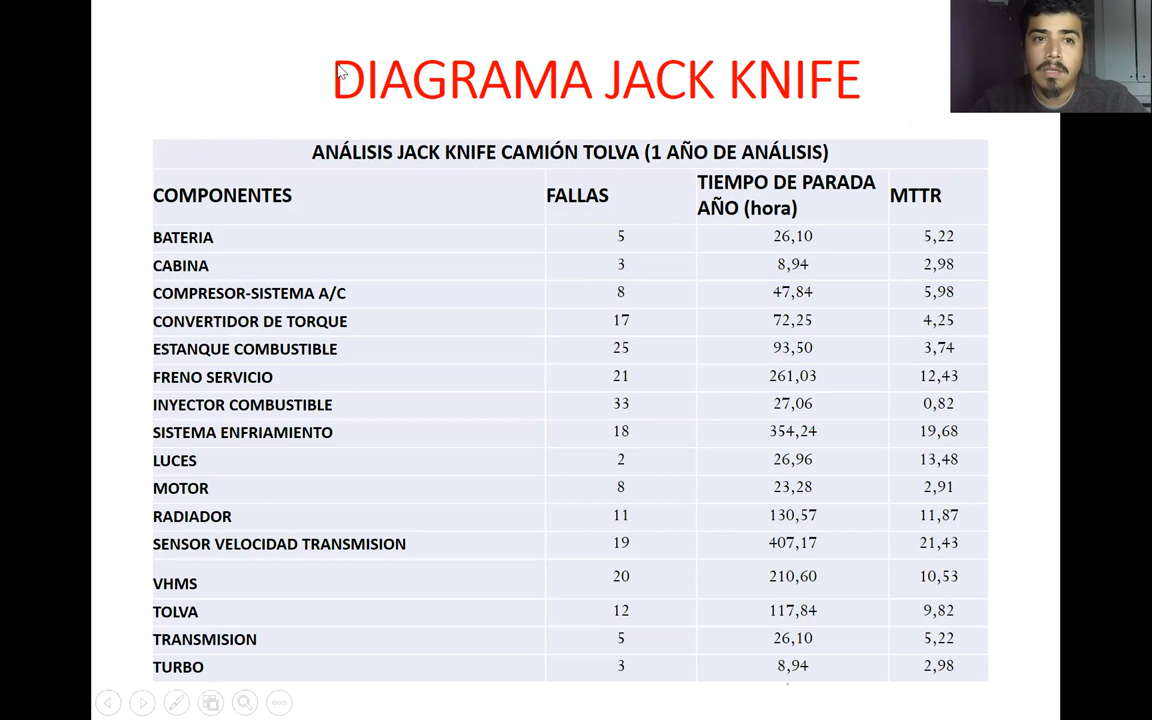 DIAGRAMA JACK KNIFE
ANÁLISIS JACK KNIFE CAMIÓN TOLVA (1 AÑO DE ANÁLISIS)
COMPONENTES FALLAS TIEMPO DE PARADA AÑO (hora) MTTR
BATERIA 5 26,10 5,22
CABINA 3 8,94 2,98
COMPRESOR-SISTEMA A/C 8 47,84 5,98
CONVERTIDOR DE TORQUE 17 72,25 4,25
ESTANQUE COMBUSTIBLE 25 93,50 3,74
FRENO SERVICIO 21 261,03 12,43
INYECTOR COMBUSTIBLE 33 27,06 0,82
SISTEMA ENFRIAMIENTO 18 354,24 19,68
LUCES 2 26,96 13,48
MOTOR 8 23,28 2,91
RADIADOR 11 130,57 11,87
SENSOR VELOCIDAD TRANSMISION 19 407,17 21,43
VHMS 20 210,60 10,53
TOLVA 12 117,84 9,82
TRANSMISION 5 26,10 5,22
TURBO 3 8,94 2,98